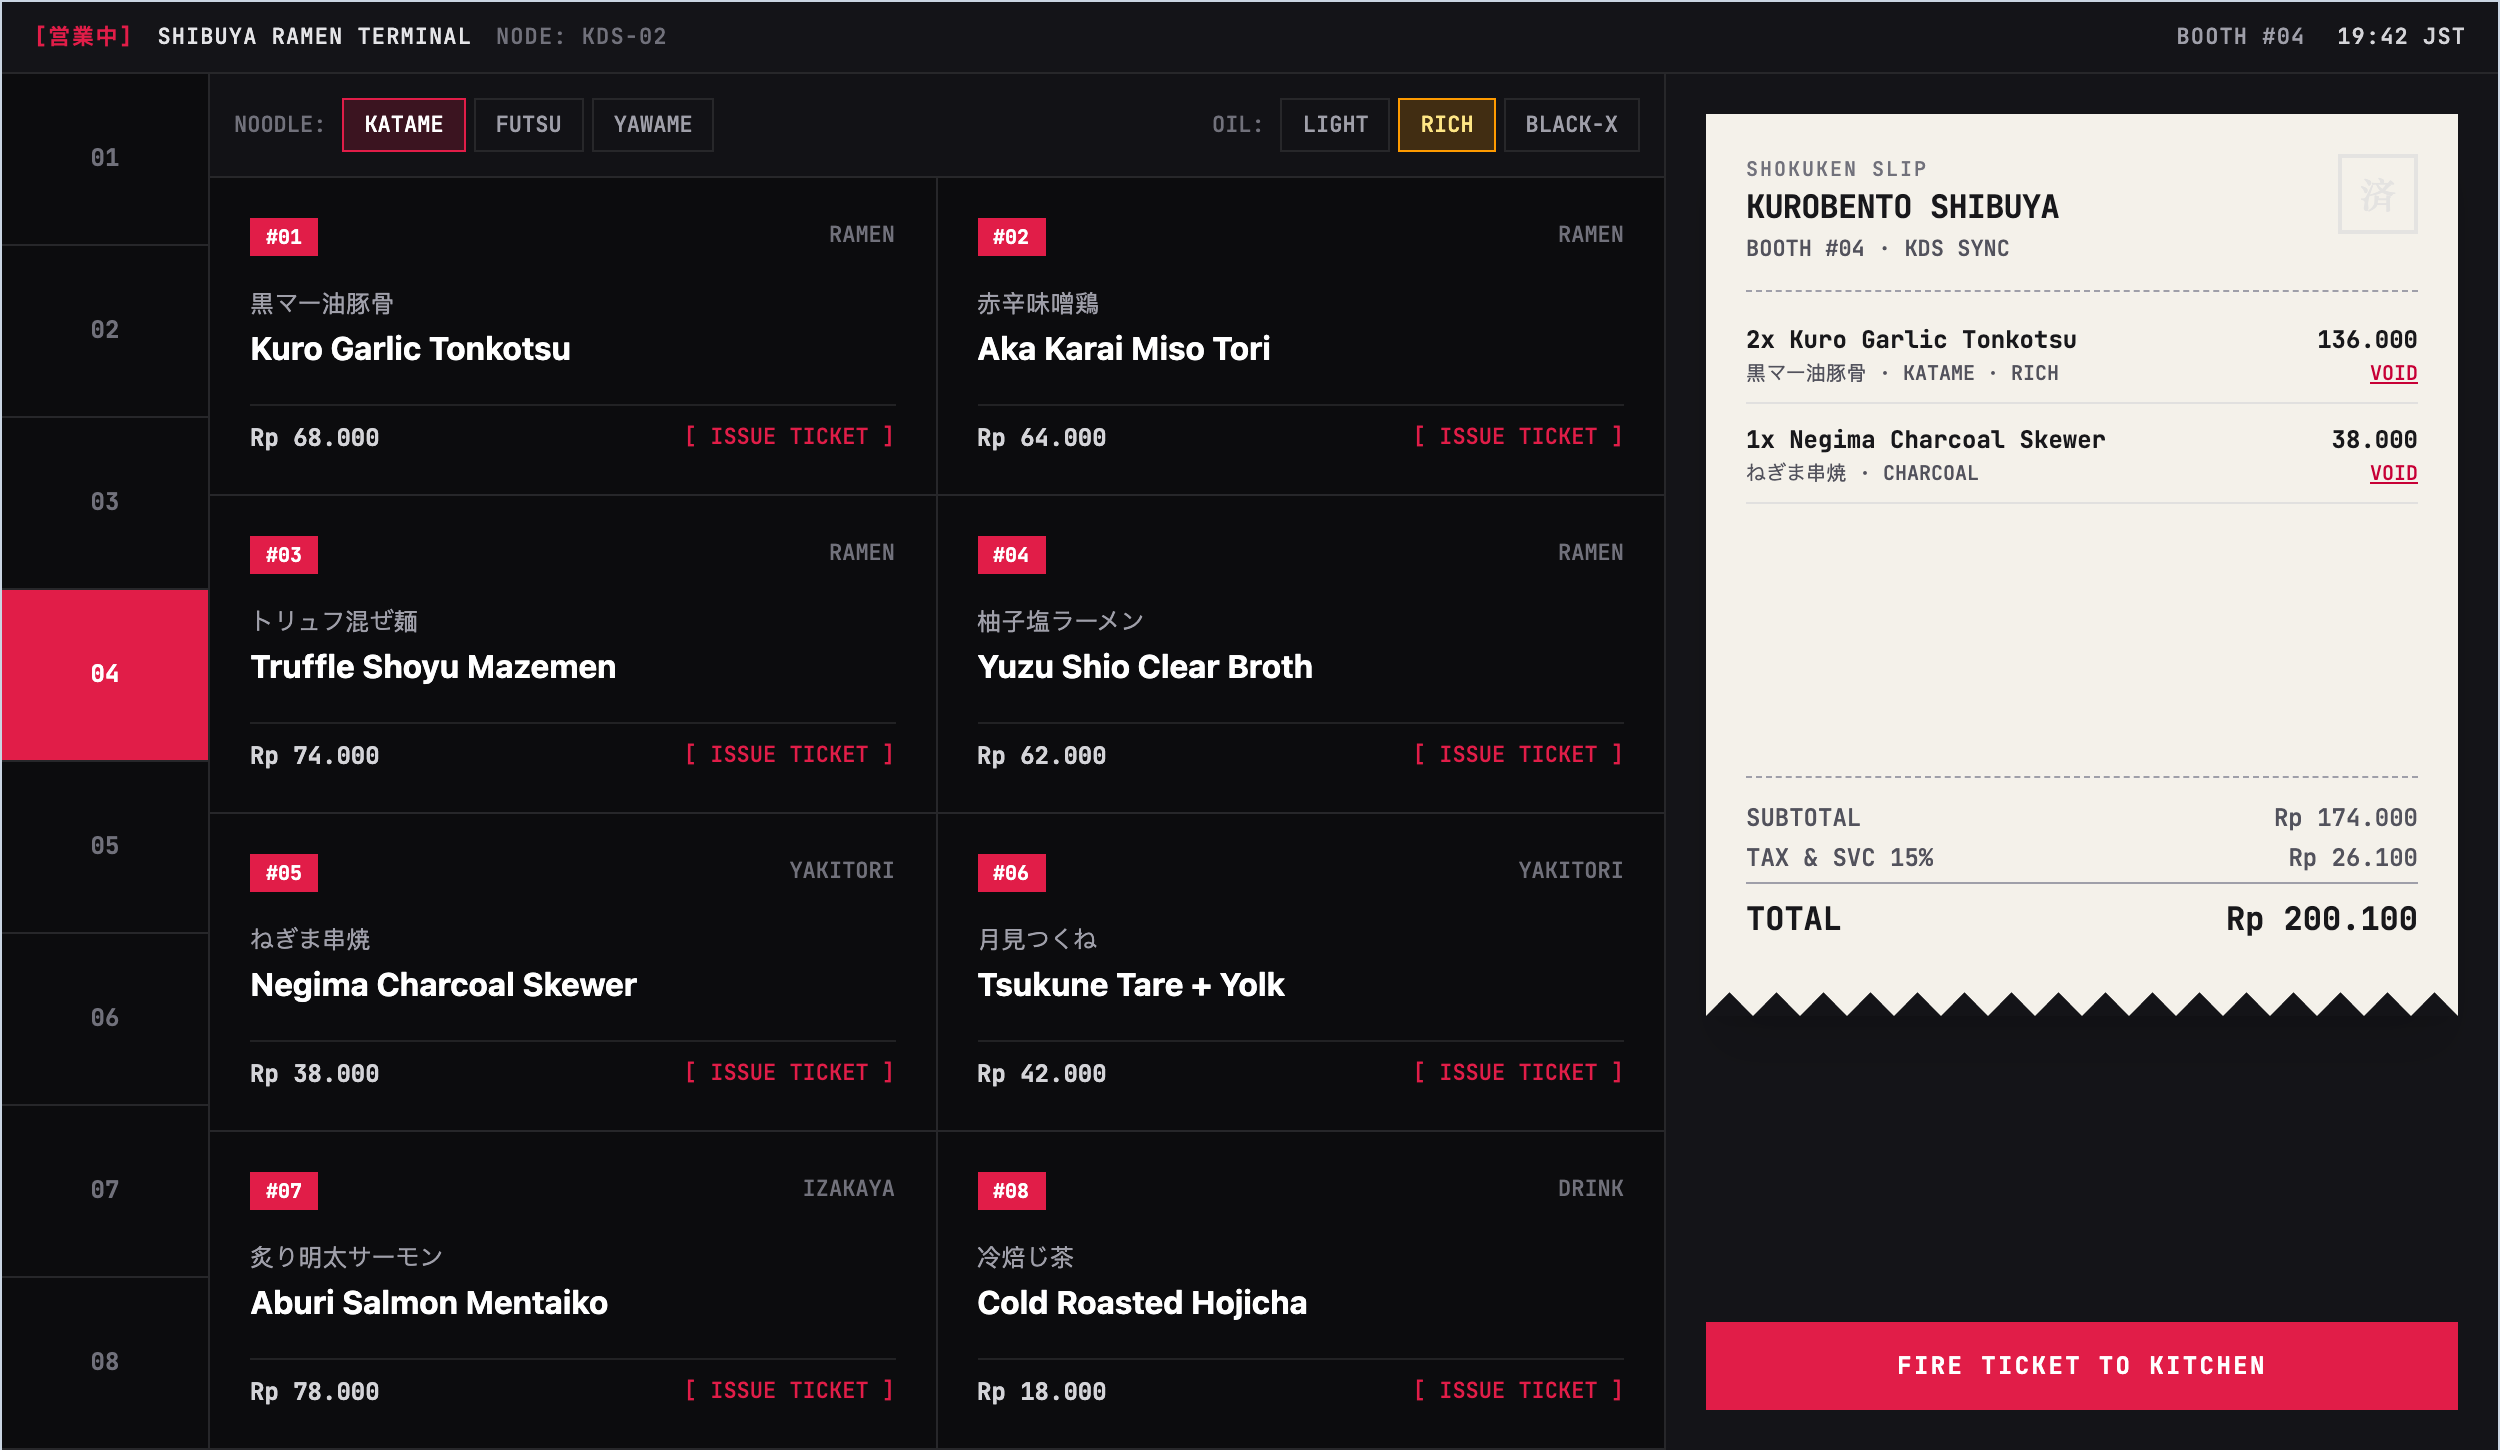 [営業中] SHIBUYA RAMEN TERMINAL NODE: KDS-02
BOOTH #04 19:42 JST
01
02
03
04
05
06
07
08
NOODLE: KATAME FUTSU YAWAME
OIL: LIGHT RICH BLACK-X
#01 RAMEN
黒マー油豚骨
Kuro Garlic Tonkotsu
Rp 68.000 [ ISSUE TICKET ]
#02 RAMEN
赤辛味噌鶏
Aka Karai Miso Tori
Rp 64.000 [ ISSUE TICKET ]
#03 RAMEN
トリュフ混ぜ麺
Truffle Shoyu Mazemen
Rp 74.000 [ ISSUE TICKET ]
#04 RAMEN
柚子塩ラーメン
Yuzu Shio Clear Broth
Rp 62.000 [ ISSUE TICKET ]
#05 YAKITORI
ねぎま串焼
Negima Charcoal Skewer
Rp 38.000 [ ISSUE TICKET ]
#06 YAKITORI
月見つくね
Tsukune Tare + Yolk
Rp 42.000 [ ISSUE TICKET ]
#07 IZAKAYA
炙り明太サーモン
Aburi Salmon Mentaiko
Rp 78.000 [ ISSUE TICKET ]
#08 DRINK
冷焙じ茶
Cold Roasted Hojicha
Rp 18.000 [ ISSUE TICKET ]
SHOKUKEN SLIP
KUROBENTO SHIBUYA
BOOTH #04 · KDS SYNC
済
2x Kuro Garlic Tonkotsu 136.000
黒マー油豚骨 · KATAME · RICH VOID
1x Negima Charcoal Skewer 38.000
ねぎま串焼 · CHARCOAL VOID
SUBTOTAL Rp 174.000
TAX & SVC 15% Rp 26.100
TOTAL Rp 200.100
FIRE TICKET TO KITCHEN